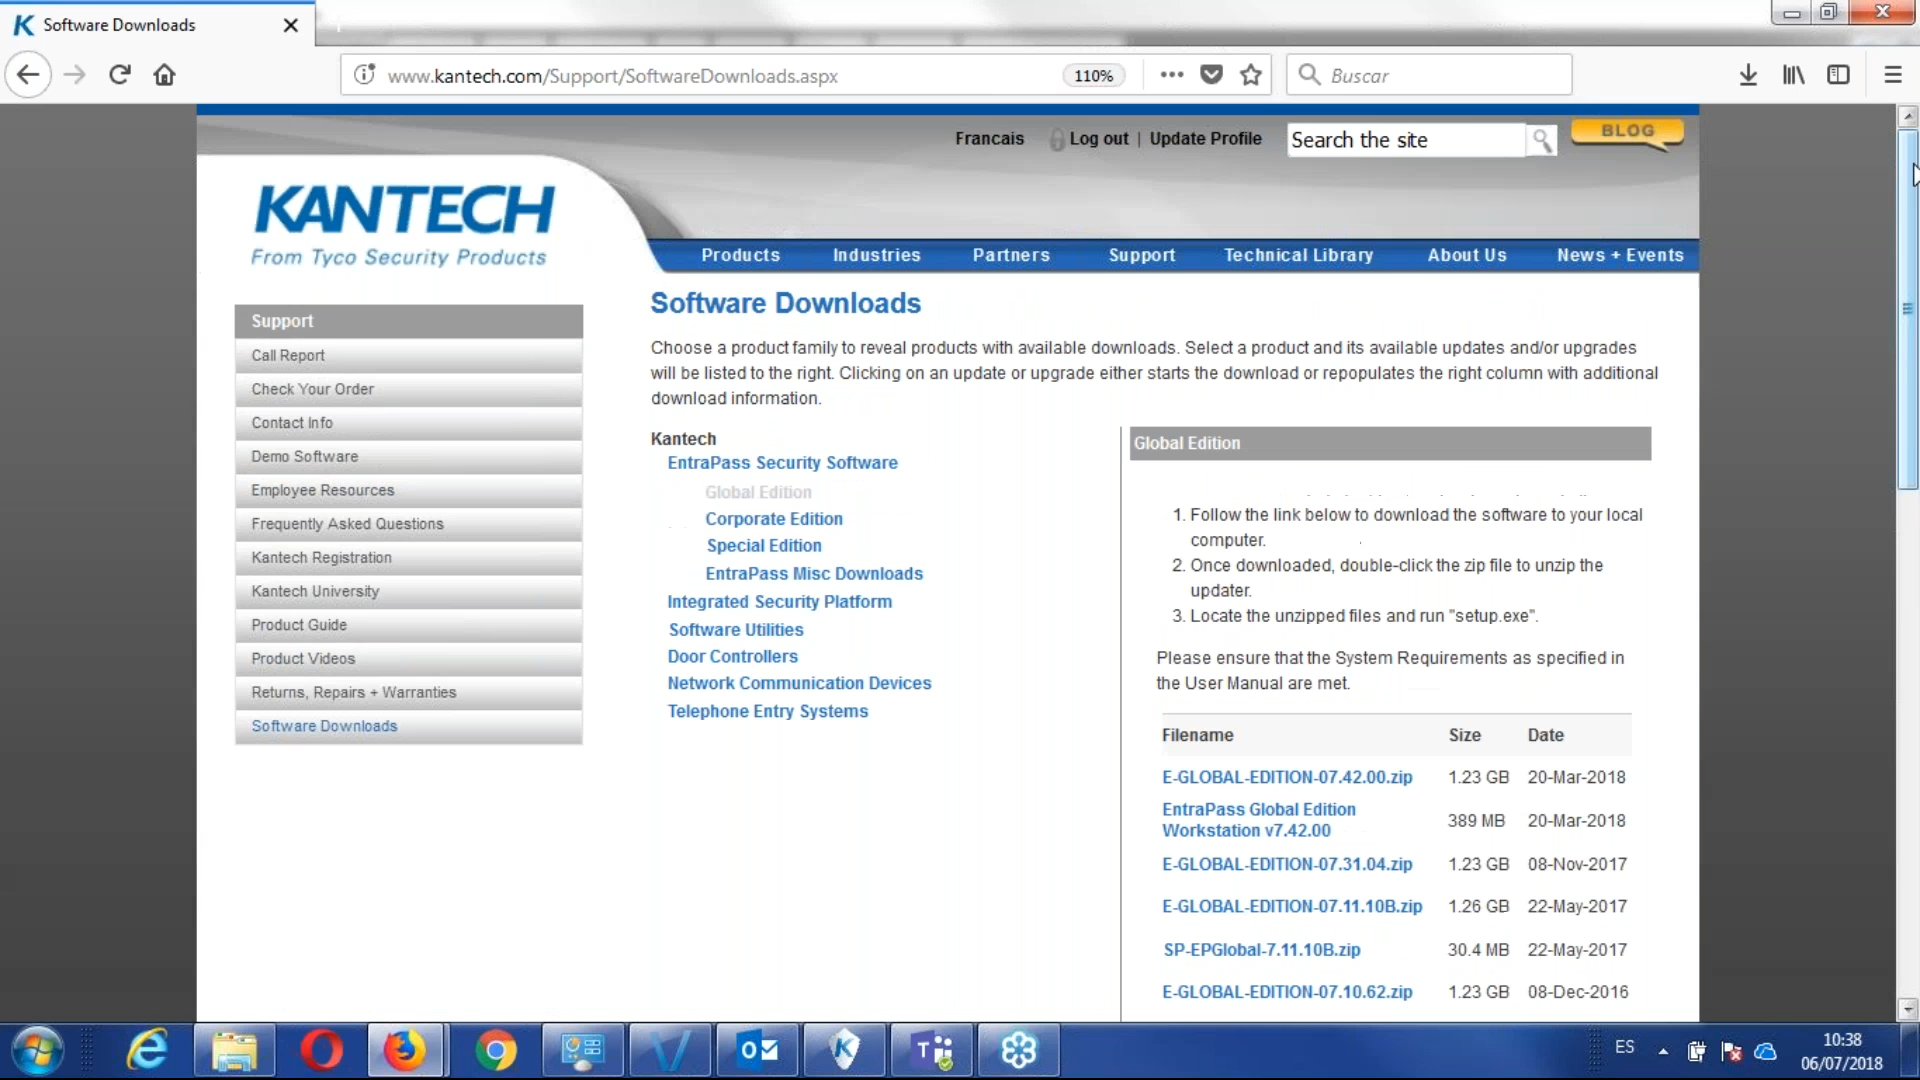 Software Downloads
www.kantech.com/Support/SoftwareDownloads.aspx
110%
Buscar
Francais
Log out | Update Profile
Search the site
BLOG
KANTECH
From Tyco Security Products
Products
Industries
Partners
Support
Technical Library
About Us
News + Events
Support
Call Report
Check Your Order
Contact Info
Demo Software
Employee Resources
Frequently Asked Questions
Kantech Registration
Kantech University
Product Guide
Product Videos
Returns, Repairs + Warranties
Software Downloads
Software Downloads
Choose a product family to reveal products with available downloads. Select a product and its available updates and/or upgrades
will be listed to the right. Clicking on an update or upgrade either starts the download or repopulates the right column with additional
download information.
Kantech
EntraPass Security Software
Global Edition
Corporate Edition
Special Edition
EntraPass Misc Downloads
Integrated Security Platform
Software Utilities
Door Controllers
Network Communication Devices
Telephone Entry Systems
Global Edition
1. Follow the link below to download the software to your local
computer.
2. Once downloaded, double-click the zip file to unzip the
updater.
3. Locate the unzipped files and run "setup.exe".
Please ensure that the System Requirements as specified in
the User Manual are met.
Filename Size Date
E-GLOBAL-EDITION-07.42.00.zip 1.23 GB 20-Mar-2018
EntraPass Global Edition
Workstation v7.42.00 389 MB 20-Mar-2018
E-GLOBAL-EDITION-07.31.04.zip 1.23 GB 08-Nov-2017
E-GLOBAL-EDITION-07.11.10B.zip 1.26 GB 22-May-2017
SP-EPGlobal-7.11.10B.zip 30.4 MB 22-May-2017
E-GLOBAL-EDITION-07.10.62.zip 1.23 GB 08-Dec-2016
ES
10:38
06/07/2018